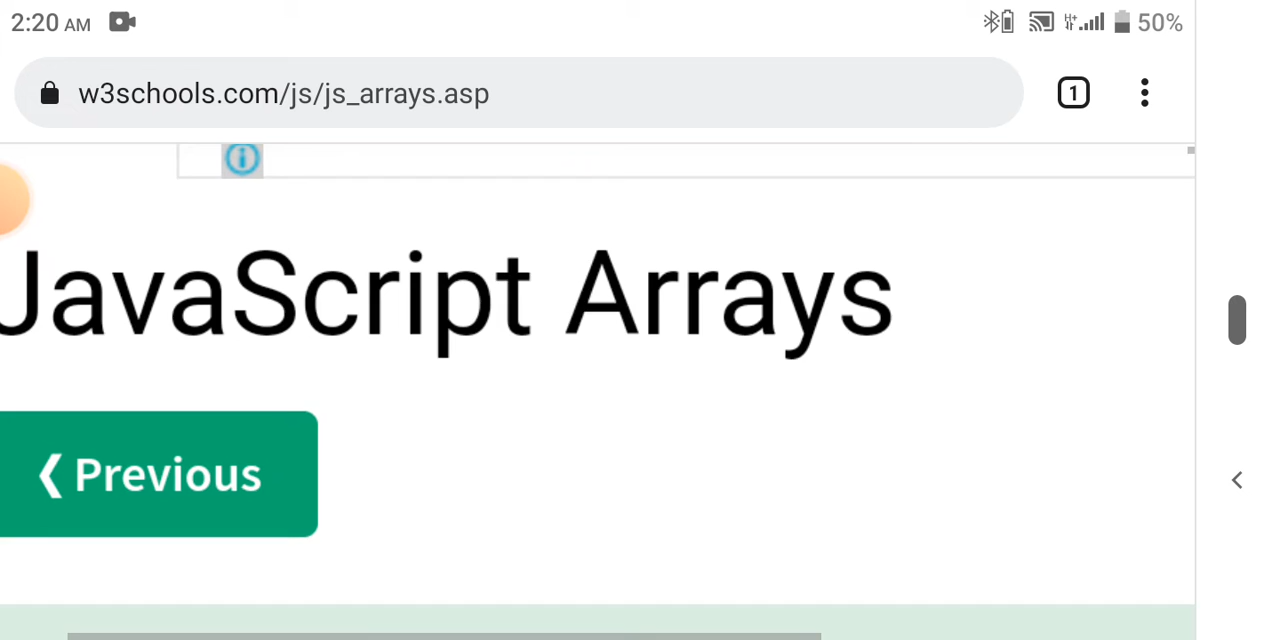 2:20 AM 50%
w3schools.com/js/js_arrays.asp 1
JavaScript Arrays
❮ Previous